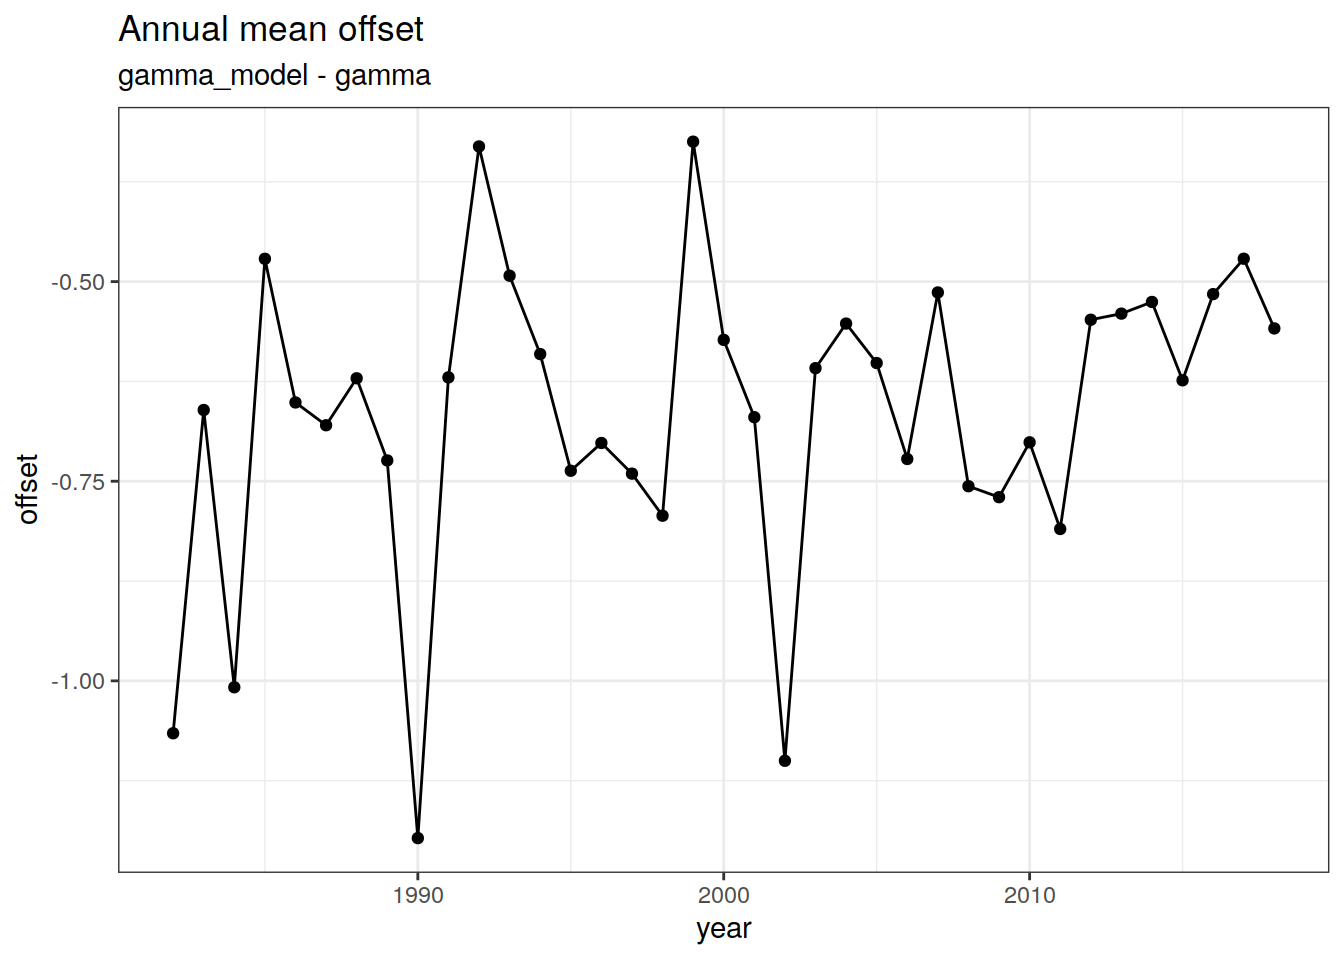 Annual mean offset
gamma_model - gamma
offset
-0.50
-0.75
-1.00
1990
2000
2010
year